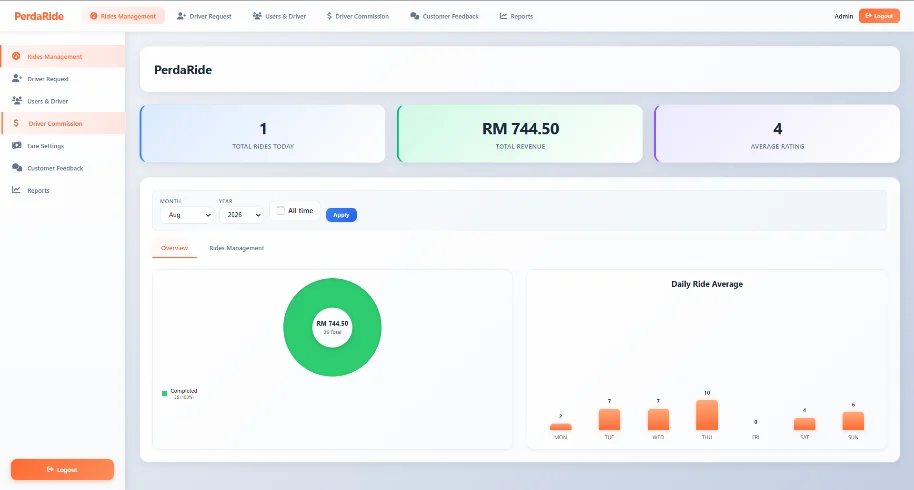 PerdaRide
Rides Management
Driver Request
Users & Driver
Driver Commission
Customer Feedback
Reports
Admin
Logout
Rides Management
Driver Request
Users & Driver
Driver Commission
Fare Settings
Customer Feedback
Reports
Logout
PerdaRide
1
TOTAL RIDES TODAY
RM 744.50
TOTAL REVENUE
4
AVERAGE RATING
MONTH
YEAR
Aug
2026
All time
Apply
Overview
Rides Management
RM 744.50
36 Total
Completed
Daily Ride Average
2
7
7
10
0
4
6
MON
TUE
WED
THU
FRI
SAT
SUN